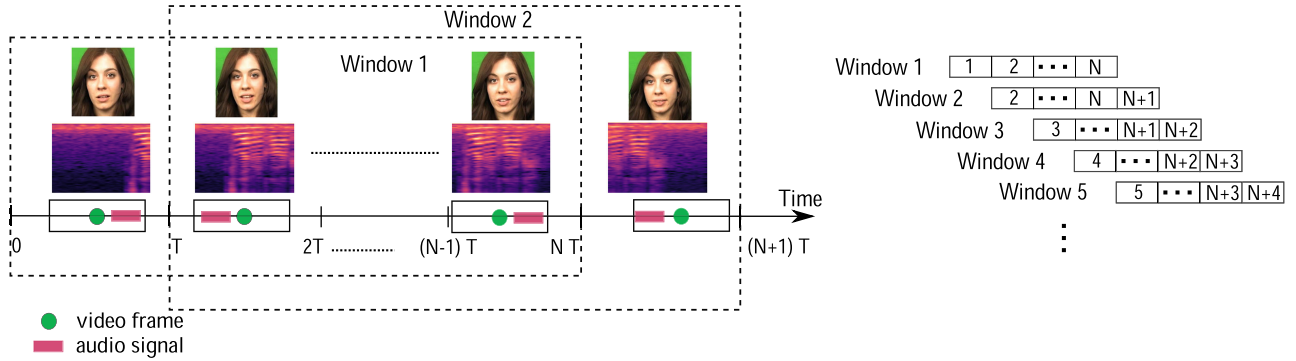 Window 2
Window 1
Time
0
T
2T
(N-1) T
N T
(N+1) T
video frame
audio signal
Window 1 1 2 ... N
Window 2 2 ... N N+1
Window 3 3 ... N+1 N+2
Window 4 4 ... N+2 N+3
Window 5 5 ... N+3 N+4